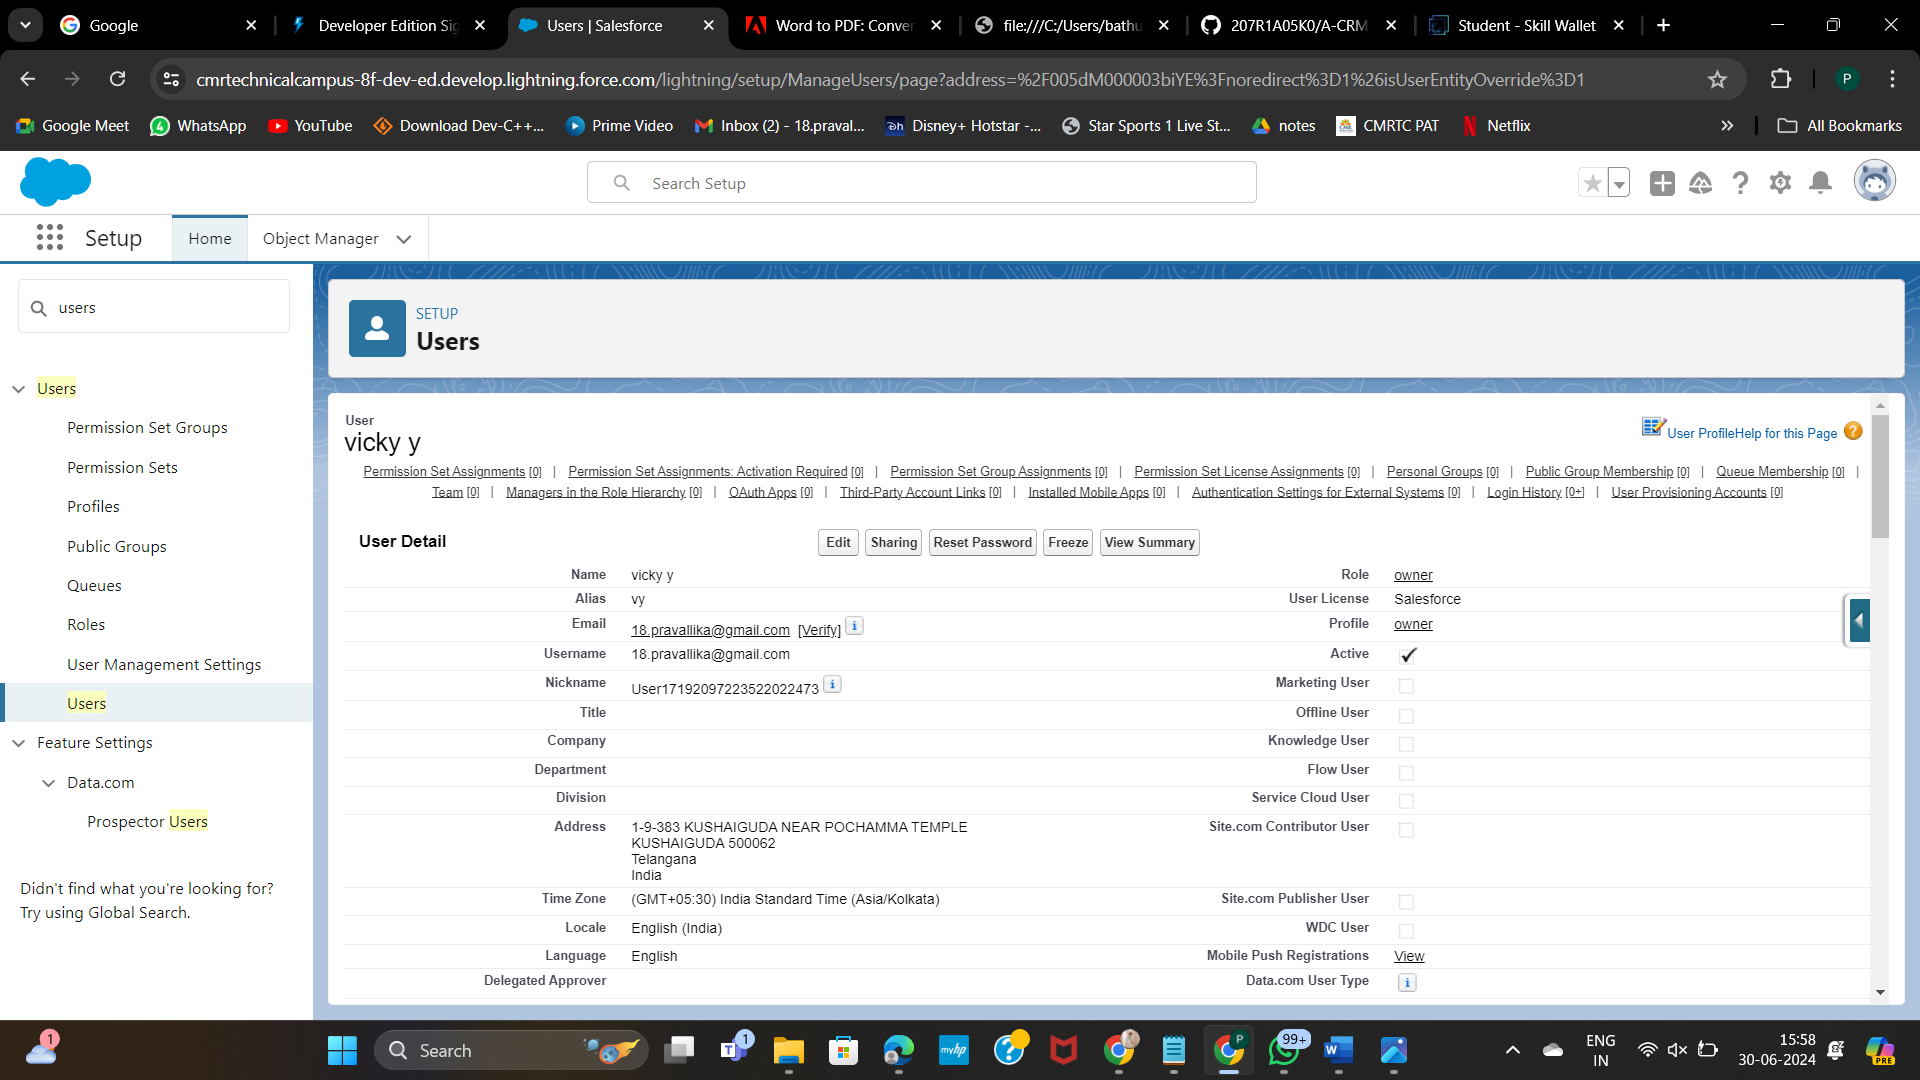 Google
Developer Edition Sig
Users | Salesforce
Word to PDF: Conver
file:///C:/Users/bathu
207R1A05K0/A-CRM
Student - Skill Wallet
cmrtechnicalcampus-8f-dev-ed.develop.lightning.force.com/lightning/setup/ManageUsers/page?address=%2F005dM000003biYE%3Fnoredirect%3D1%26isUserEntityOverride%3D1
P
Google Meet
WhatsApp
YouTube
Download Dev-C++...
Prime Video
Inbox (2) - 18.praval...
Disney+ Hotstar -...
Star Sports 1 Live St...
notes
CMRTC PAT
Netflix
All Bookmarks
Search Setup
Setup
Home
Object Manager
users
Users
Permission Set Groups
Permission Sets
Profiles
Public Groups
Queues
Roles
User Management Settings
Users
Feature Settings
Data.com
Prospector Users
Didn't find what you're looking for?
Try using Global Search.
SETUP
Users
User
vicky y
User Profile Help for this Page
Permission Set Assignments [0] | Permission Set Assignments: Activation Required [0] | Permission Set Group Assignments [0] | Permission Set License Assignments [0] | Personal Groups [0] | Public Group Membership [0] | Queue Membership [0] |
Team [0] | Managers in the Role Hierarchy [0] | OAuth Apps [0] | Third-Party Account Links [0] | Installed Mobile Apps [0] | Authentication Settings for External Systems [0] | Login History [0+] | User Provisioning Accounts [0]
User Detail
Edit Sharing Reset Password Freeze View Summary
Name vicky y Role owner
Alias vy User License Salesforce
Email 18.pravallika@gmail.com [Verify] i Profile owner
Username 18.pravallika@gmail.com Active
Nickname User17192097223522022473 i Marketing User
Title Offline User
Company Knowledge User
Department Flow User
Division Service Cloud User
Address 1-9-383 KUSHAIGUDA NEAR POCHAMMA TEMPLE Site.com Contributor User
KUSHAIGUDA 500062
Telangana
India
Time Zone (GMT+05:30) India Standard Time (Asia/Kolkata) Site.com Publisher User
Locale English (India) WDC User
Language English Mobile Push Registrations View
Delegated Approver Data.com User Type i
1
Search
1
myhp
P
99+
ENG
IN
15:58
30-06-2024
PRE